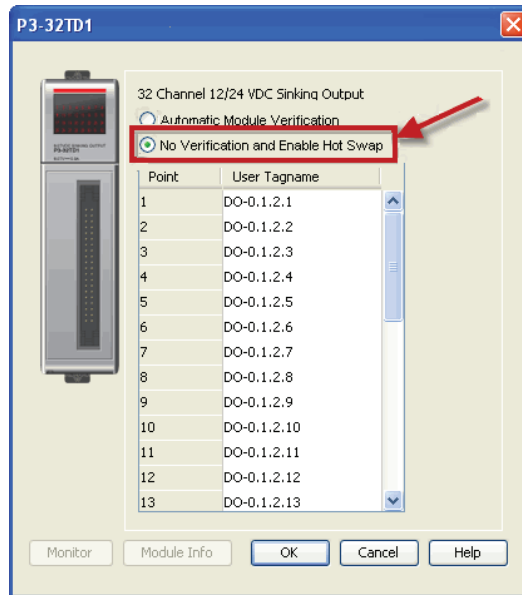 P3-32TD1
32 Channel 12/24 VDC Sinking Output
Automatic Module Verification
No Verification and Enable Hot Swap
Point User Tagname
1 DO-0.1.2.1
2 DO-0.1.2.2
3 DO-0.1.2.3
4 DO-0.1.2.4
5 DO-0.1.2.5
6 DO-0.1.2.6
7 DO-0.1.2.7
8 DO-0.1.2.8
9 DO-0.1.2.9
10 DO-0.1.2.10
11 DO-0.1.2.11
12 DO-0.1.2.12
13 DO-0.1.2.13
Monitor Module Info OK Cancel Help